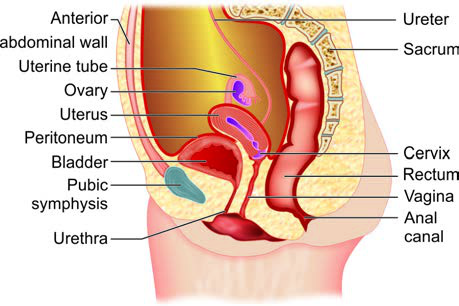 Anterior
abdominal wall
Uterine tube
Ovary
Uterus
Peritoneum
Bladder
Pubic
symphysis
Urethra
Ureter
Sacrum
Cervix
Rectum
Vagina
Anal
canal